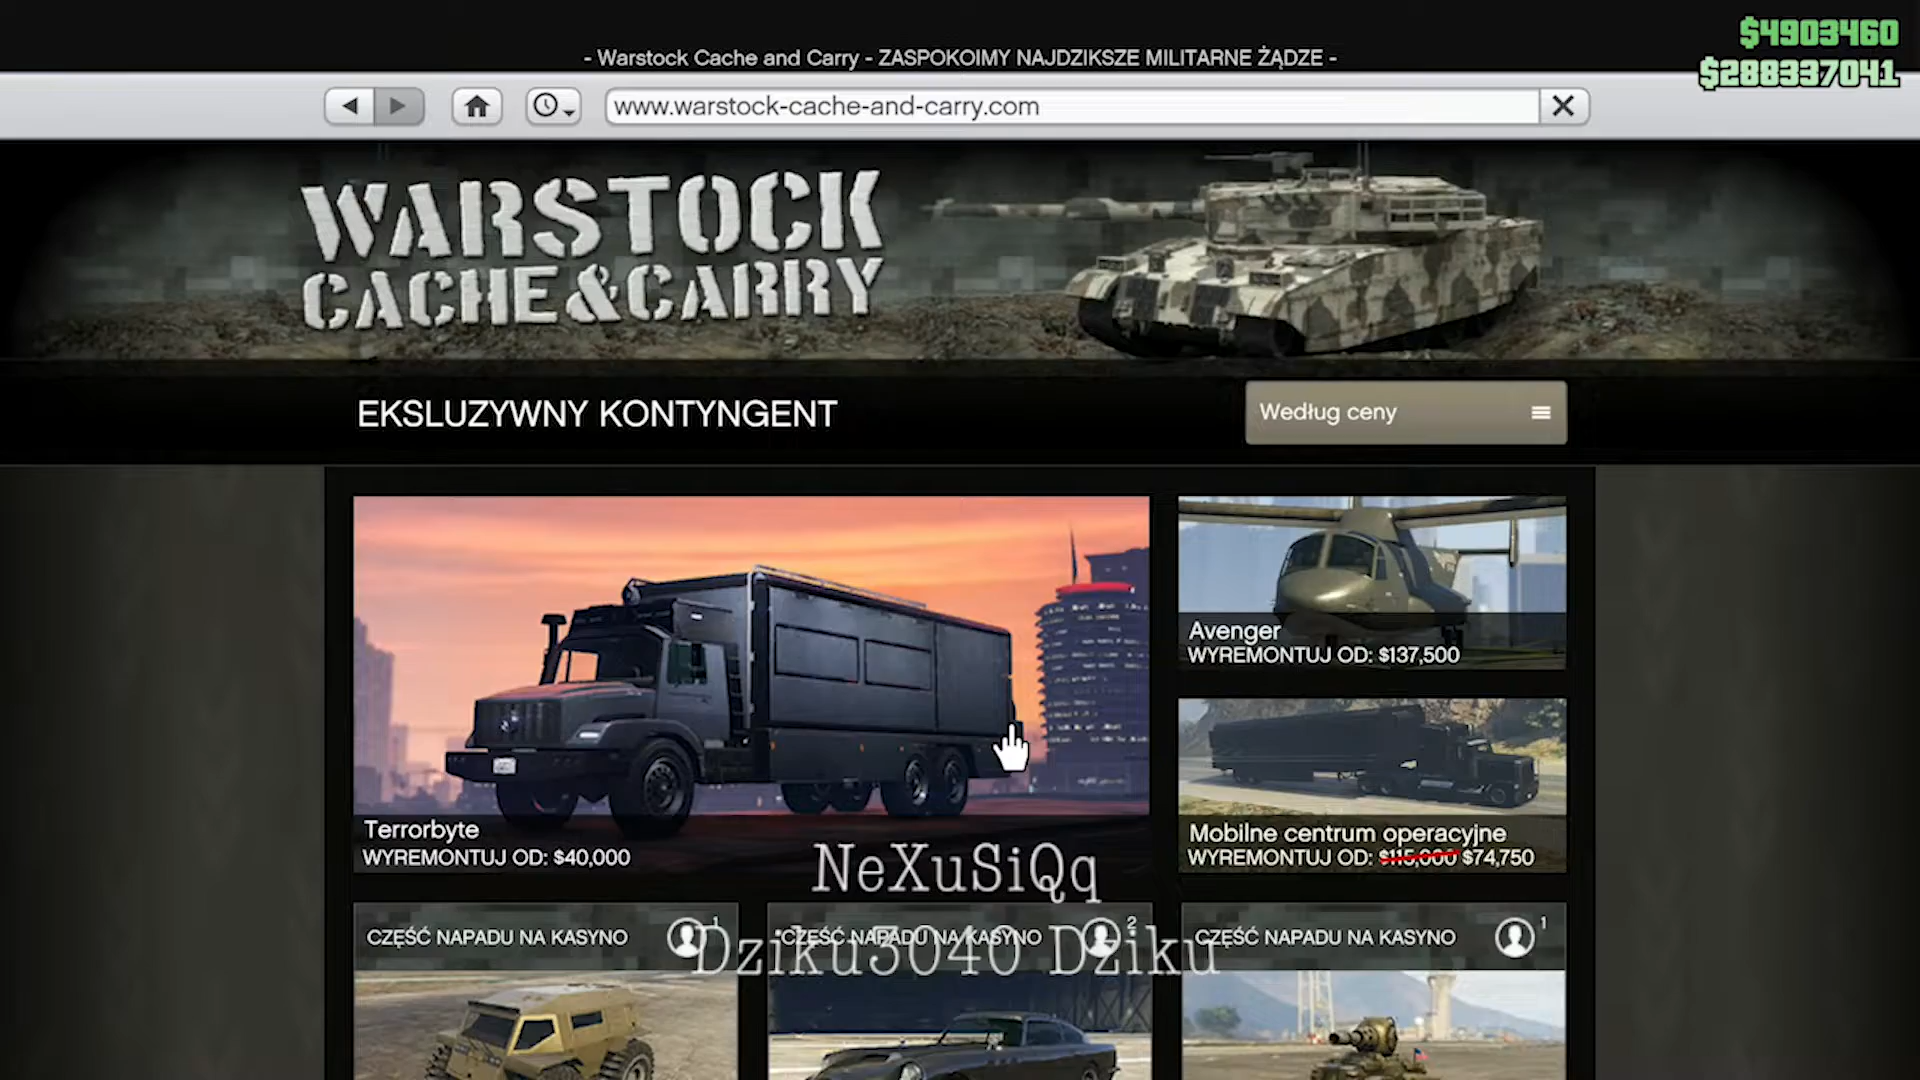 $4903460
$288337041
- Warstock Cache and Carry - ZASPOKOIMY NAJDZIKSZE MILITARNE ŻĄDZE -
www.warstock-cache-and-carry.com
WARSTOCK
CACHE&CARRY
EKSLUZYWNY KONTYNGENT
Według ceny
Avenger
WYREMONTUJ OD: $137,500
Terrorbyte
WYREMONTUJ OD: $40,000
Mobilne centrum operacyjne
WYREMONTUJ OD: $115,000 $74,750
NeXuSiQq
CZĘŚĆ NAPADU NA KASYNO 1
CZĘŚĆ NAPADU NA KASYNO 2
CZĘŚĆ NAPADU NA KASYNO 1
Dziku3040 Dziku